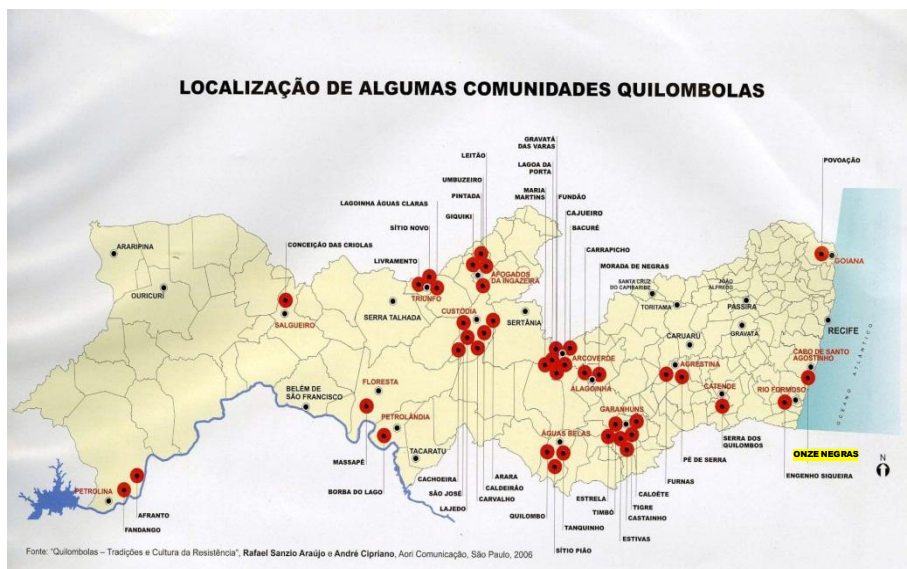 LOCALIZAÇÃO DE ALGUMAS COMUNIDADES QUILOMBOLAS
GRAVATÁ
DAS VARAS
LEITÃO
LAGOA DA
PORTA
POVOAÇÃO
UMBUZEIRO
PINTADA
MARIA
MARTINS
FUNDÃO
LAGOINHA ÁGUAS CLARAS
GIQUIKI
CAJUEIRO
SÍTIO NOVO
BACURÉ
CONCEIÇÃO DAS CRIOLAS
CARRAPICHO
LIVRAMENTO
MORADA DE NEGRAS
ARARIPINA
GOIANA
AFOGADOS
DA INGAZEIRA
SANTA CRUZ
DO CAPIBARIBE
JOÃO
ALFREDO
OURICURÍ
TRIUNFO
SERRA TALHADA
CUSTÓDIA
SERTÂNIA
TORITAMA
PASSIRA
SALGUEIRO
GRAVATÁ
RECIFE
CARUARÚ
ARCOVERDE
CABO DE SANTO
AGOSTINHO
AGRESTINA
ALAGOINHA
FLORESTA
CATENDE
RIO FORMOSO
OCEANO ATLÂNTICO
BELÉM DE
SÃO FRANCISCO
PETROLÂNDIA
GARANHUNS
ÁGUAS BELAS
TACARATU
SERRA DOS
QUILOMBOS
ONZE NEGRAS
N
MASSAPÊ
CACHOEIRA
ARARA
PÉ DE SERRA
ENGENHO SIQUEIRA
PETROLINA
BORBA DO LAGO
SÃO JOSÉ
CALDEIRÃO
QUILOMBO
ESTRELA
CALOÊTE
FURNAS
LAJEDO
CARVALHO
TIMBÓ
TIGRE
AFRANTO
TANQUINHO
CASTAINHO
FANDANGO
ESTIVAS
SÍTIO PIÃO
Fonte: "Quilombolas – Tradições e Cultura da Resistência", Rafael Sanzio Araújo e André Cipriano, Aori Comunicação, São Paulo, 2006